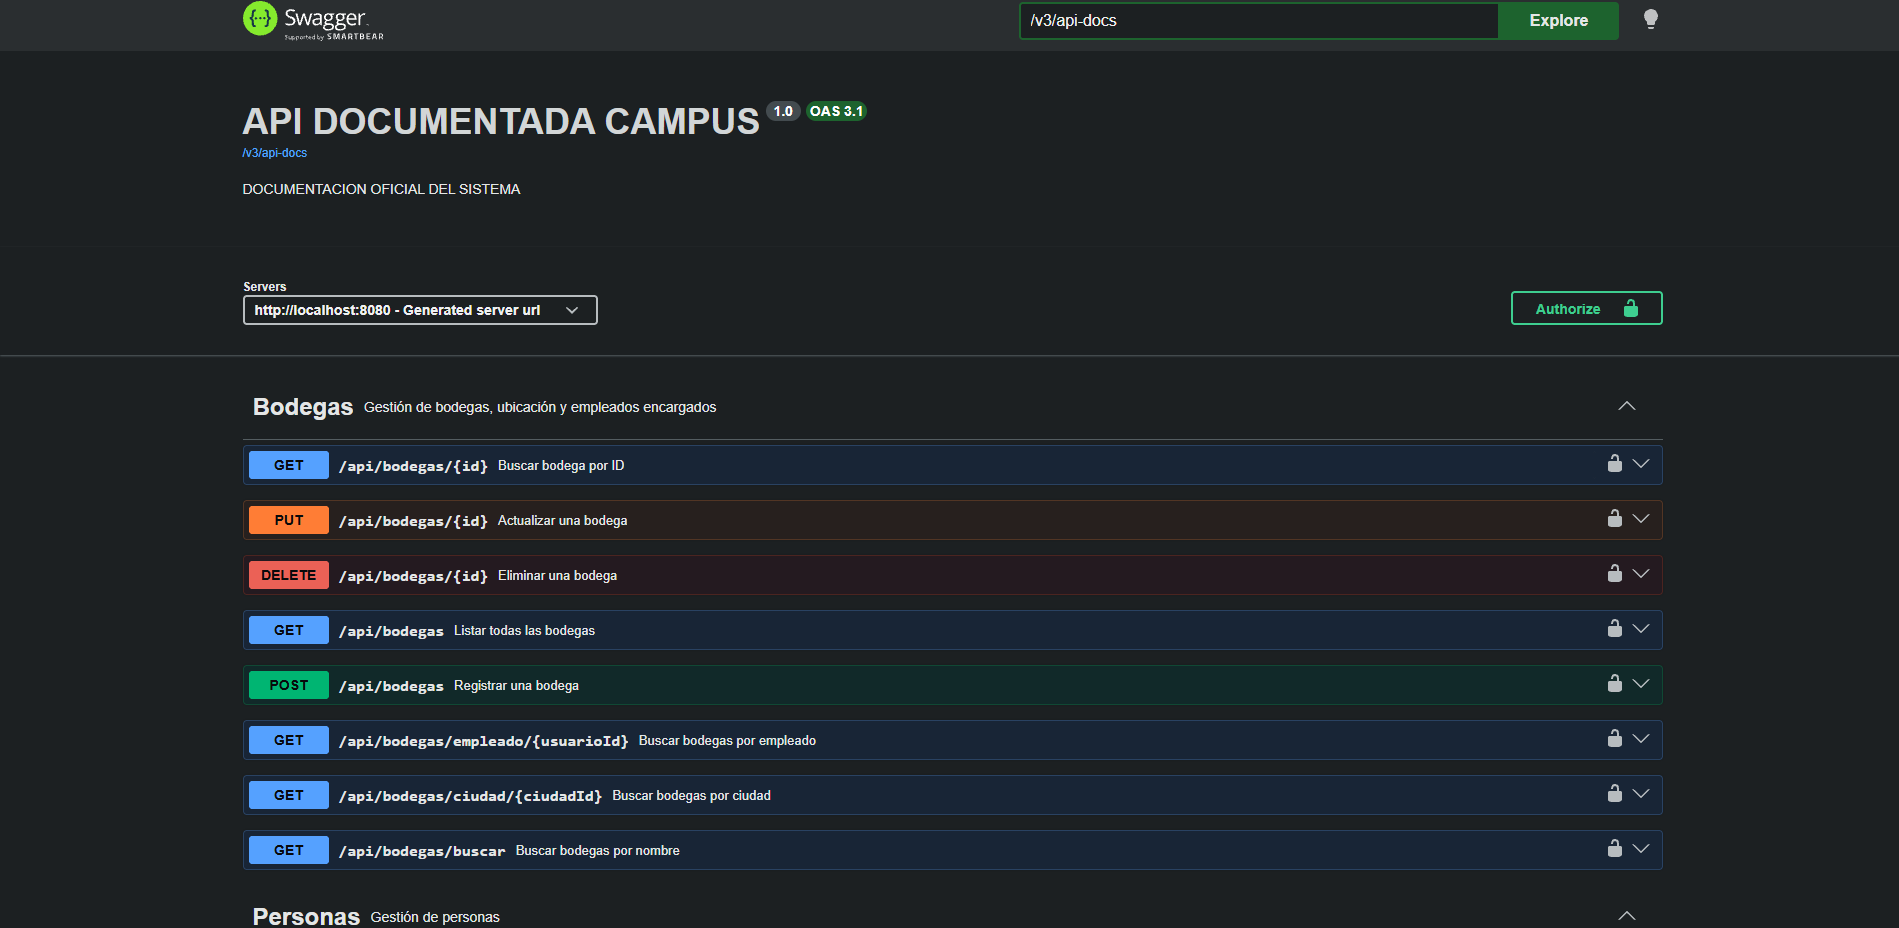 Swagger
Supported by SMARTBEAR
/v3/api-docs
Explore
API DOCUMENTADA CAMPUS 1.0 OAS 3.1
/v3/api-docs
DOCUMENTACION OFICIAL DEL SISTEMA
Servers
http://localhost:8080 - Generated server url
Authorize
Bodegas Gestión de bodegas, ubicación y empleados encargados
GET /api/bodegas/{id} Buscar bodega por ID
PUT /api/bodegas/{id} Actualizar una bodega
DELETE /api/bodegas/{id} Eliminar una bodega
GET /api/bodegas Listar todas las bodegas
POST /api/bodegas Registrar una bodega
GET /api/bodegas/empleado/{usuarioId} Buscar bodegas por empleado
GET /api/bodegas/ciudad/{ciudadId} Buscar bodegas por ciudad
GET /api/bodegas/buscar Buscar bodegas por nombre
Personas Gestión de personas